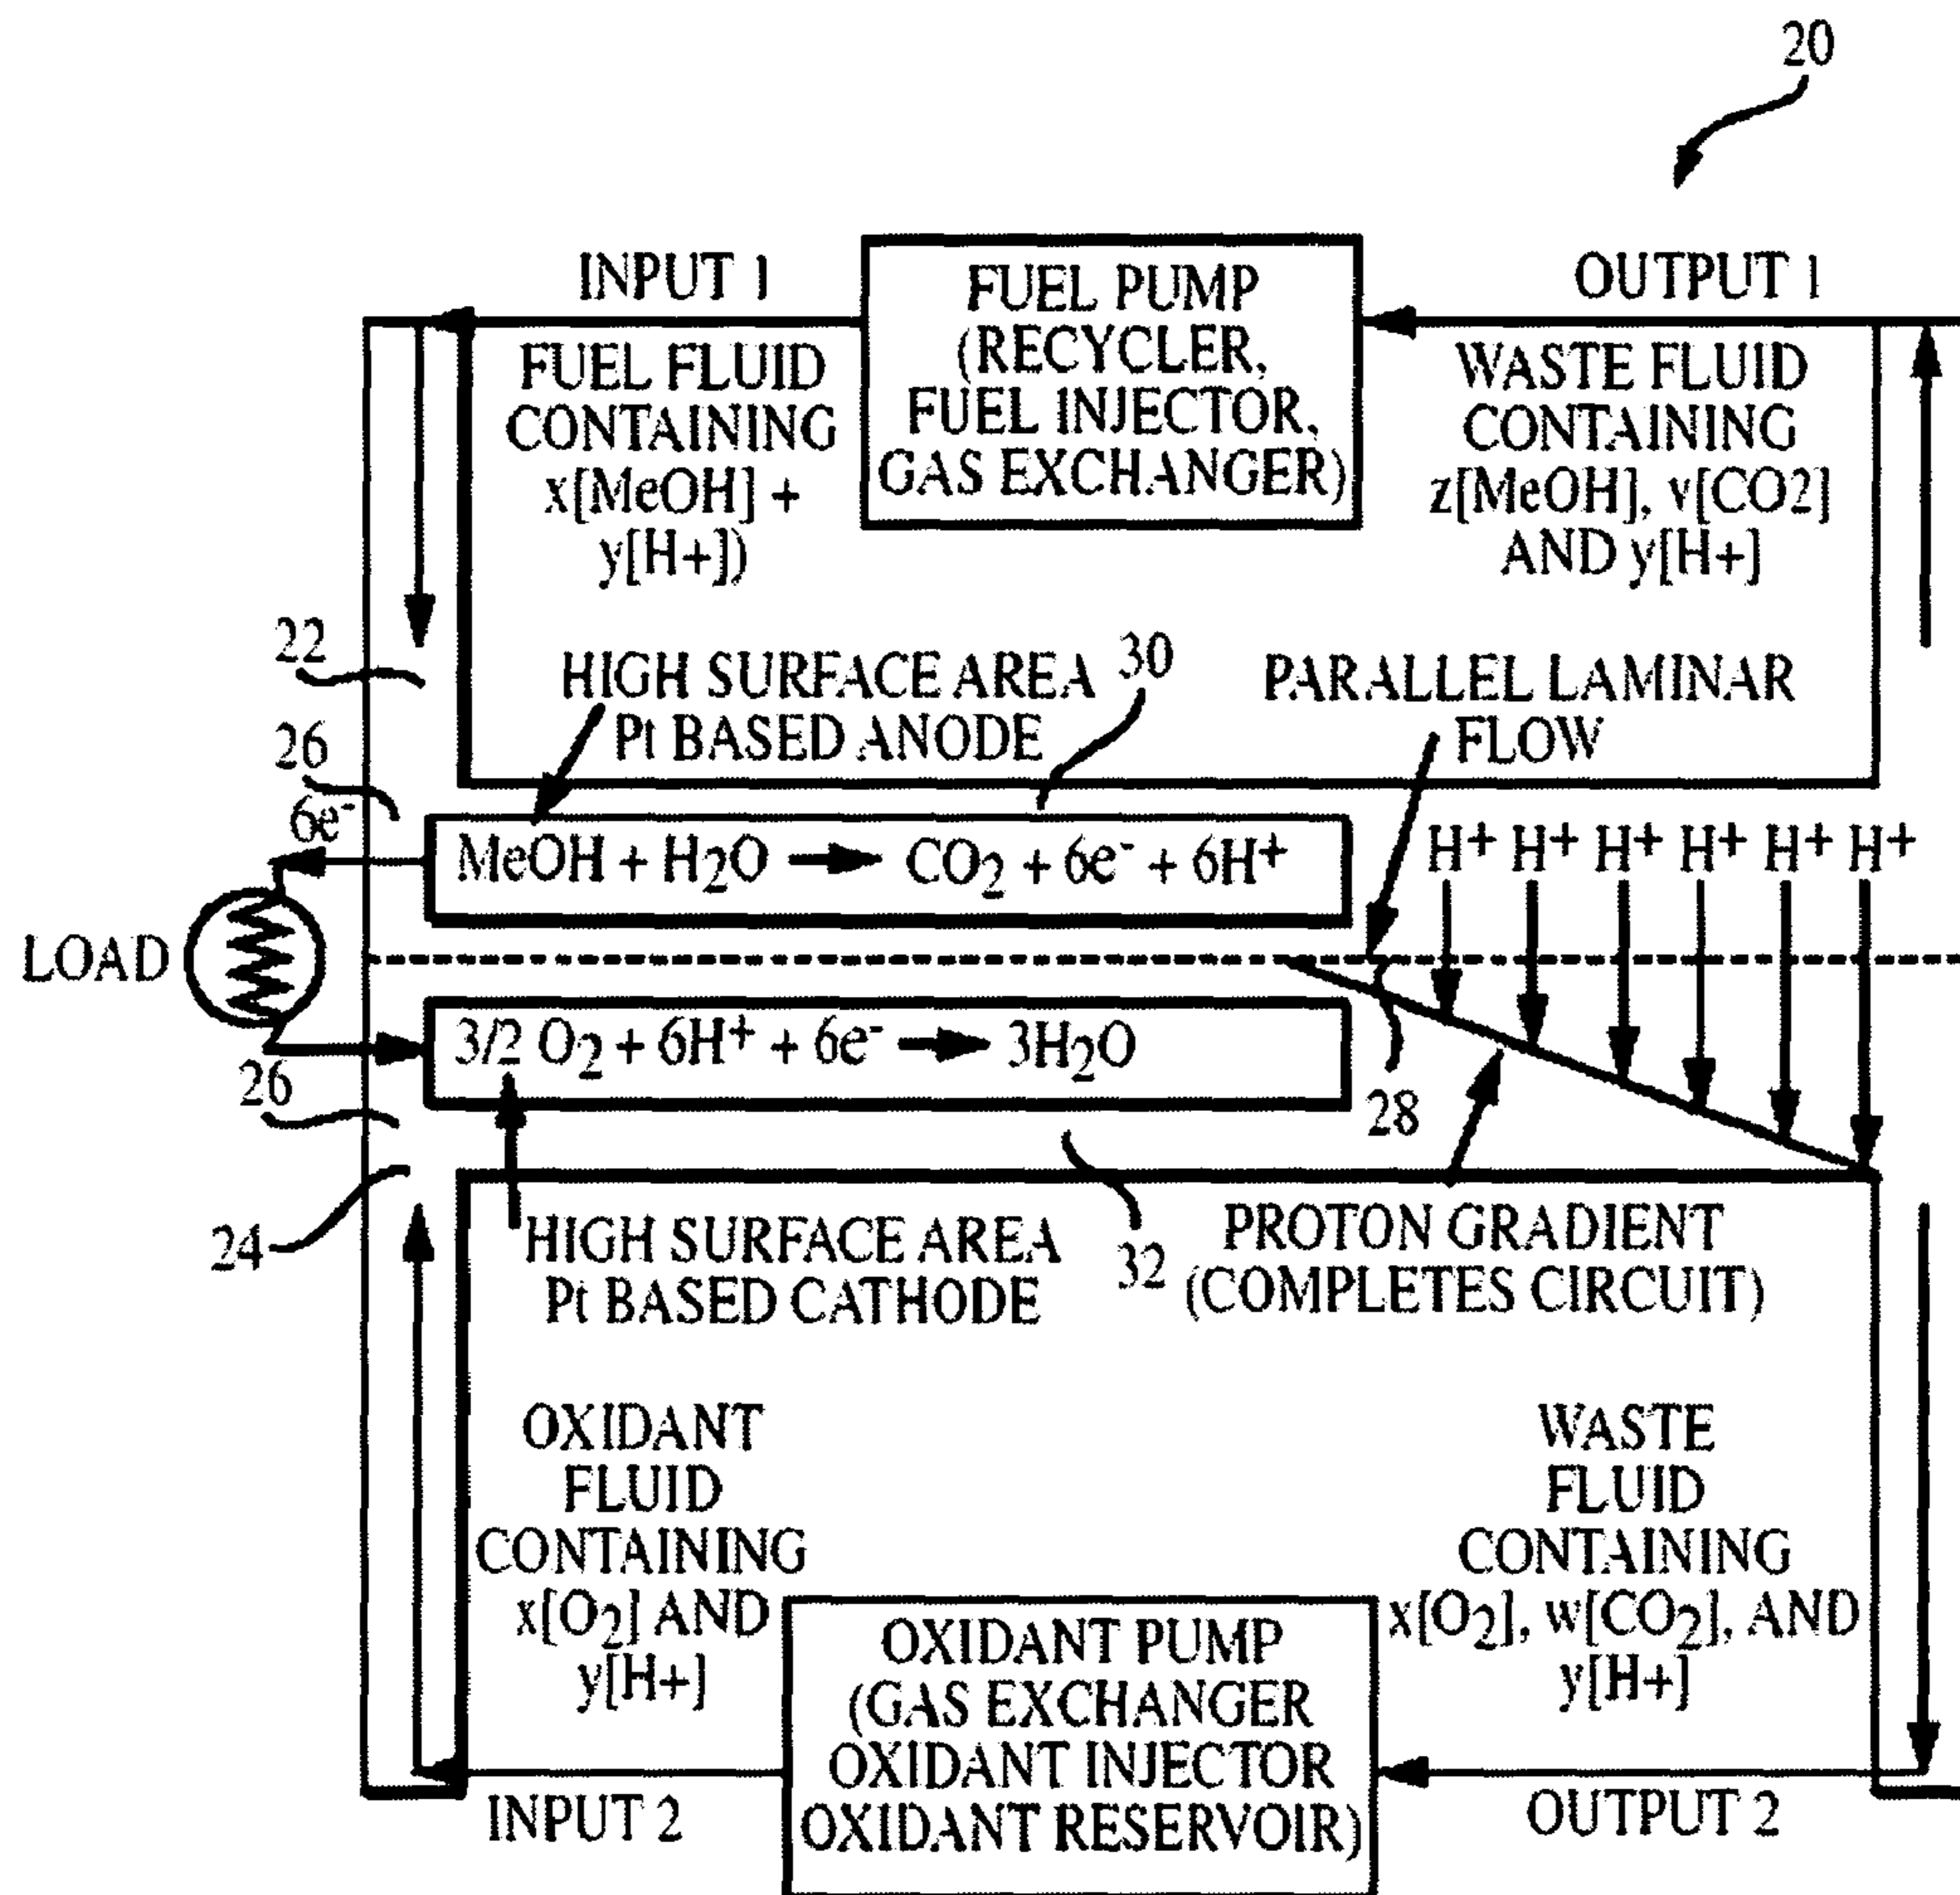 20
INPUT 1
FUEL FLUID
CONTAINING
x[MeOH] +
y[H+])
FUEL PUMP
(RECYCLER,
FUEL INJECTOR,
GAS EXCHANGER)
OUTPUT 1
WASTE FLUID
CONTAINING
z[MeOH], v[CO2]
AND y[H+]
22
HIGH SURFACE AREA
Pt BASED ANODE
30
PARALLEL LAMINAR
FLOW
26
6e⁻
MeOH + H₂O → CO₂ + 6e⁻ + 6H⁺
H⁺ H⁺ H⁺ H⁺ H⁺ H⁺
LOAD
3/2 O₂ + 6H⁺ + 6e⁻ → 3H₂O
26
28
24
HIGH SURFACE AREA
Pt BASED CATHODE
32
PROTON GRADIENT
(COMPLETES CIRCUIT)
OXIDANT
FLUID
CONTAINING
x[O₂] AND
y[H+]
WASTE
FLUID
CONTAINING
x[O₂], w[CO₂], AND
y[H+]
OXIDANT PUMP
(GAS EXCHANGER
OXIDANT INJECTOR
OXIDANT RESERVOIR)
INPUT 2
OUTPUT 2